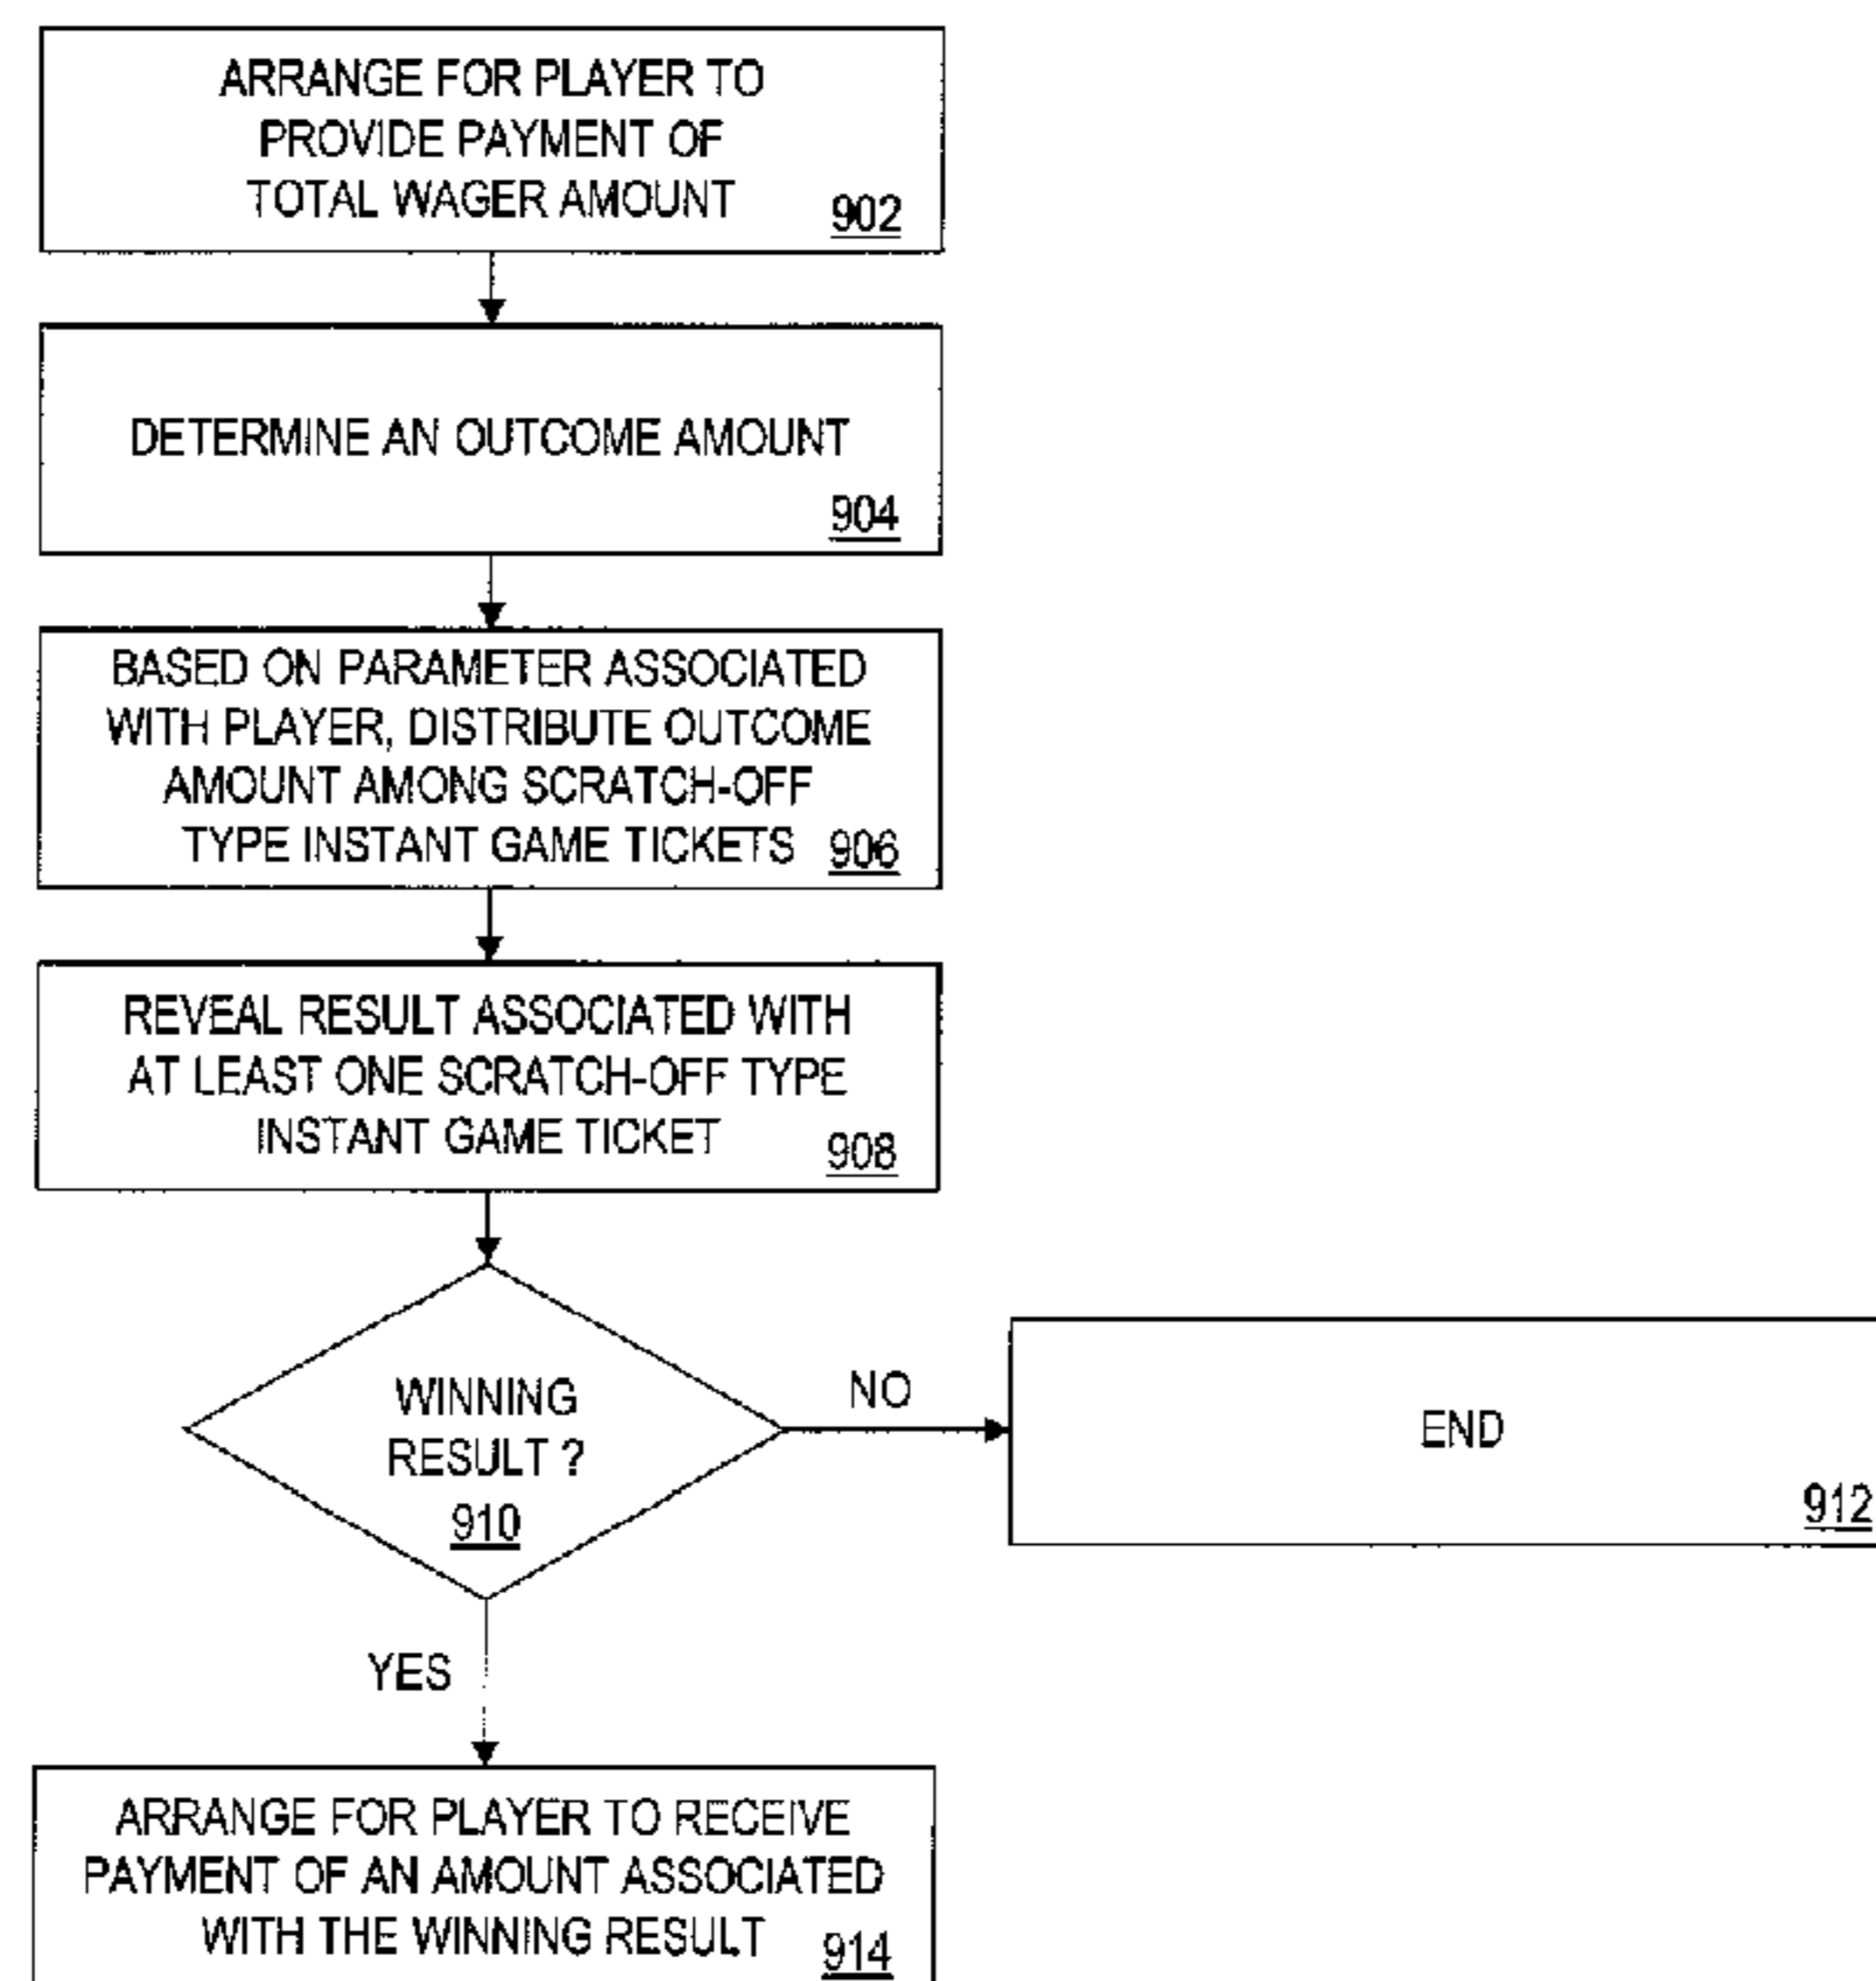 ARRANGE FOR PLAYER TO
PROVIDE PAYMENT OF
TOTAL WAGER AMOUNT
902
DETERMINE AN OUTCOME AMOUNT
904
BASED ON PARAMETER ASSOCIATED
WITH PLAYER, DISTRIBUTE OUTCOME
AMOUNT AMONG SCRATCH-OFF
TYPE INSTANT GAME TICKETS
906
REVEAL RESULT ASSOCIATED WITH
AT LEAST ONE SCRATCH-OFF TYPE
INSTANT GAME TICKET
908
WINNING
RESULT ?
910
NO
END
912
YES
ARRANGE FOR PLAYER TO RECEIVE
PAYMENT OF AN AMOUNT ASSOCIATED
WITH THE WINNING RESULT
914